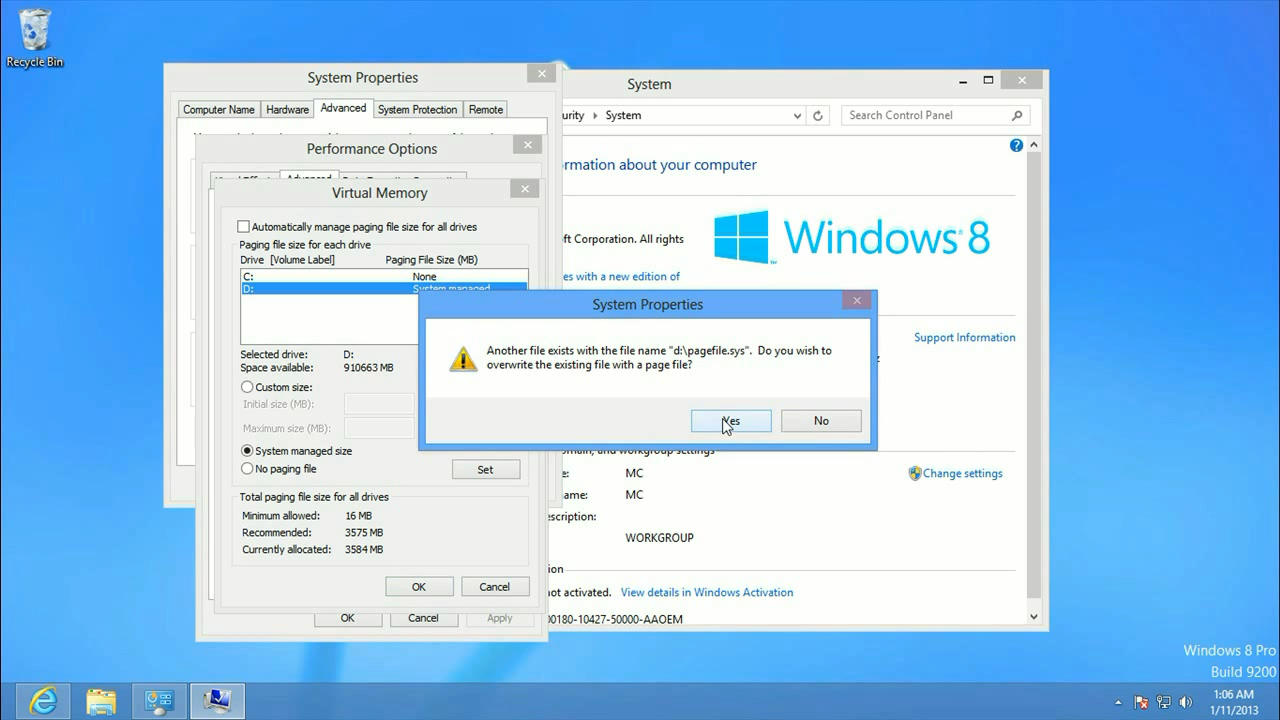 Recycle Bin
System Properties
Computer Name
Hardware
Advanced
System Protection
Remote
Performance Options
Advanced
Virtual Memory
Automatically manage paging file size for all drives
Paging file size for each drive
Drive [Volume Label]
Paging File Size (MB)
C:
None
D:
System managed
Selected drive:
D:
Space available:
910663 MB
Custom size:
Initial size (MB):
Maximum size (MB):
System managed size
No paging file
Set
Total paging file size for all drives
Minimum allowed:
16 MB
Recommended:
3575 MB
Currently allocated:
3584 MB
OK
Cancel
OK
Cancel
Apply
System
urity
System
Search Control Panel
rmation about your computer
ft Corporation. All rights
Windows 8
es with a new edition of
Support Information
System Properties
Another file exists with the file name "d:\pagefile.sys". Do you wish to
overwrite the existing file with a page file?
Yes
No
main, and workgroup settings
e:
MC
Change settings
name:
MC
escription:
WORKGROUP
ion
not activated.
View details in Windows Activation
00180-10427-50000-AAOEM
Windows 8 Pro
Build 9200
1:06 AM
1/11/2013